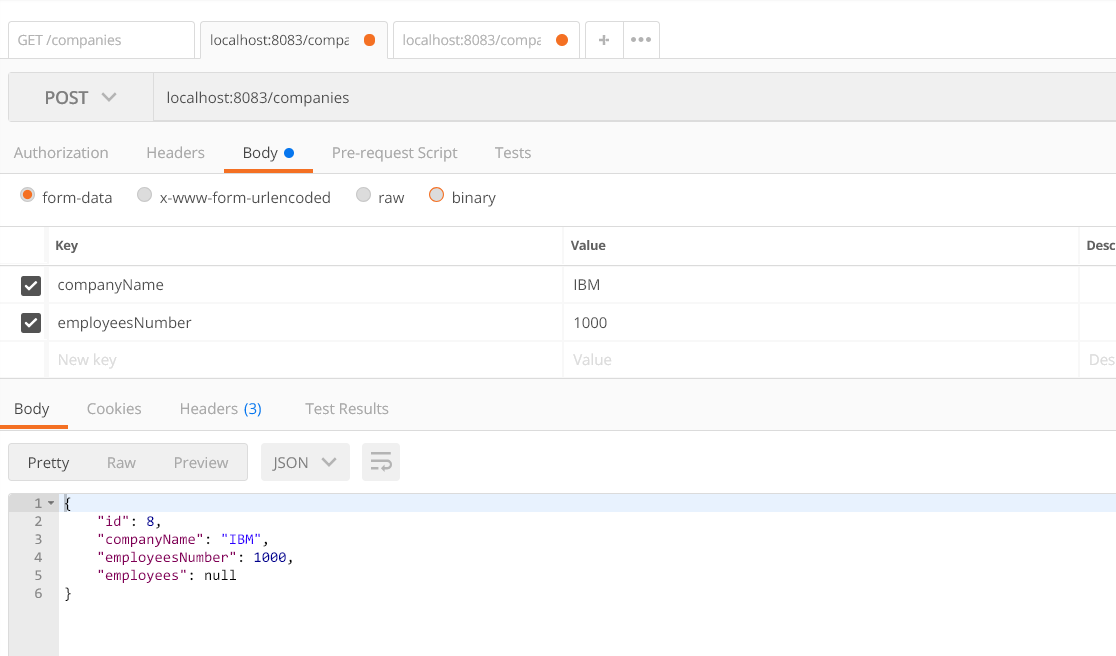 GET /companies localhost:8083/compa localhost:8083/compa + •••
POST localhost:8083/companies
Authorization Headers Body Pre-request Script Tests
form-data x-www-form-urlencoded raw binary
Key Value Desc
companyName IBM
employeesNumber 1000
New key Value Des
Body Cookies Headers (3) Test Results
Pretty Raw Preview JSON
1 {
2 "id": 8,
3 "companyName": "IBM",
4 "employeesNumber": 1000,
5 "employees": null
6 }